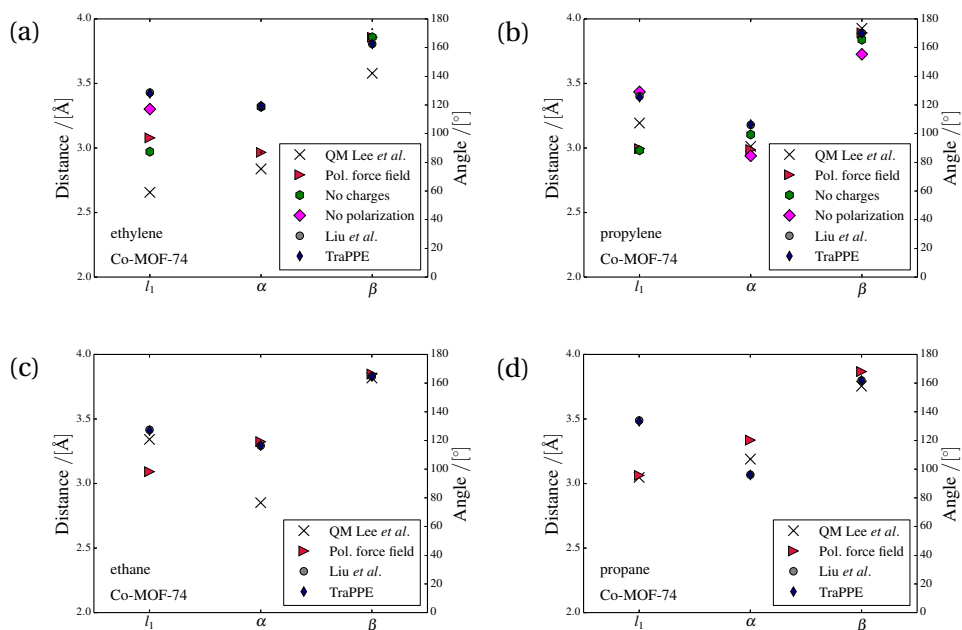 (a)
4.0
3.5
3.0
2.5
2.0
Distance / [Å]
180
160
140
120
100
80
60
40
20
0
Angle / [°]
QM Lee et al.
Pol. force field
No charges
No polarization
Liu et al.
TraPPE
ethylene
Co-MOF-74
l₁
α
β
(b)
4.0
3.5
3.0
2.5
2.0
Distance / [Å]
180
160
140
120
100
80
60
40
20
0
Angle / [°]
QM Lee et al.
Pol. force field
No charges
No polarization
Liu et al.
TraPPE
propylene
Co-MOF-74
l₁
α
β
(c)
4.0
3.5
3.0
2.5
2.0
Distance / [Å]
180
160
140
120
100
80
60
40
20
0
Angle / [°]
QM Lee et al.
Pol. force field
Liu et al.
TraPPE
ethane
Co-MOF-74
l₁
α
β
(d)
4.0
3.5
3.0
2.5
2.0
Distance / [Å]
180
160
140
120
100
80
60
40
20
0
Angle / [°]
QM Lee et al.
Pol. force field
Liu et al.
TraPPE
propane
Co-MOF-74
l₁
α
β